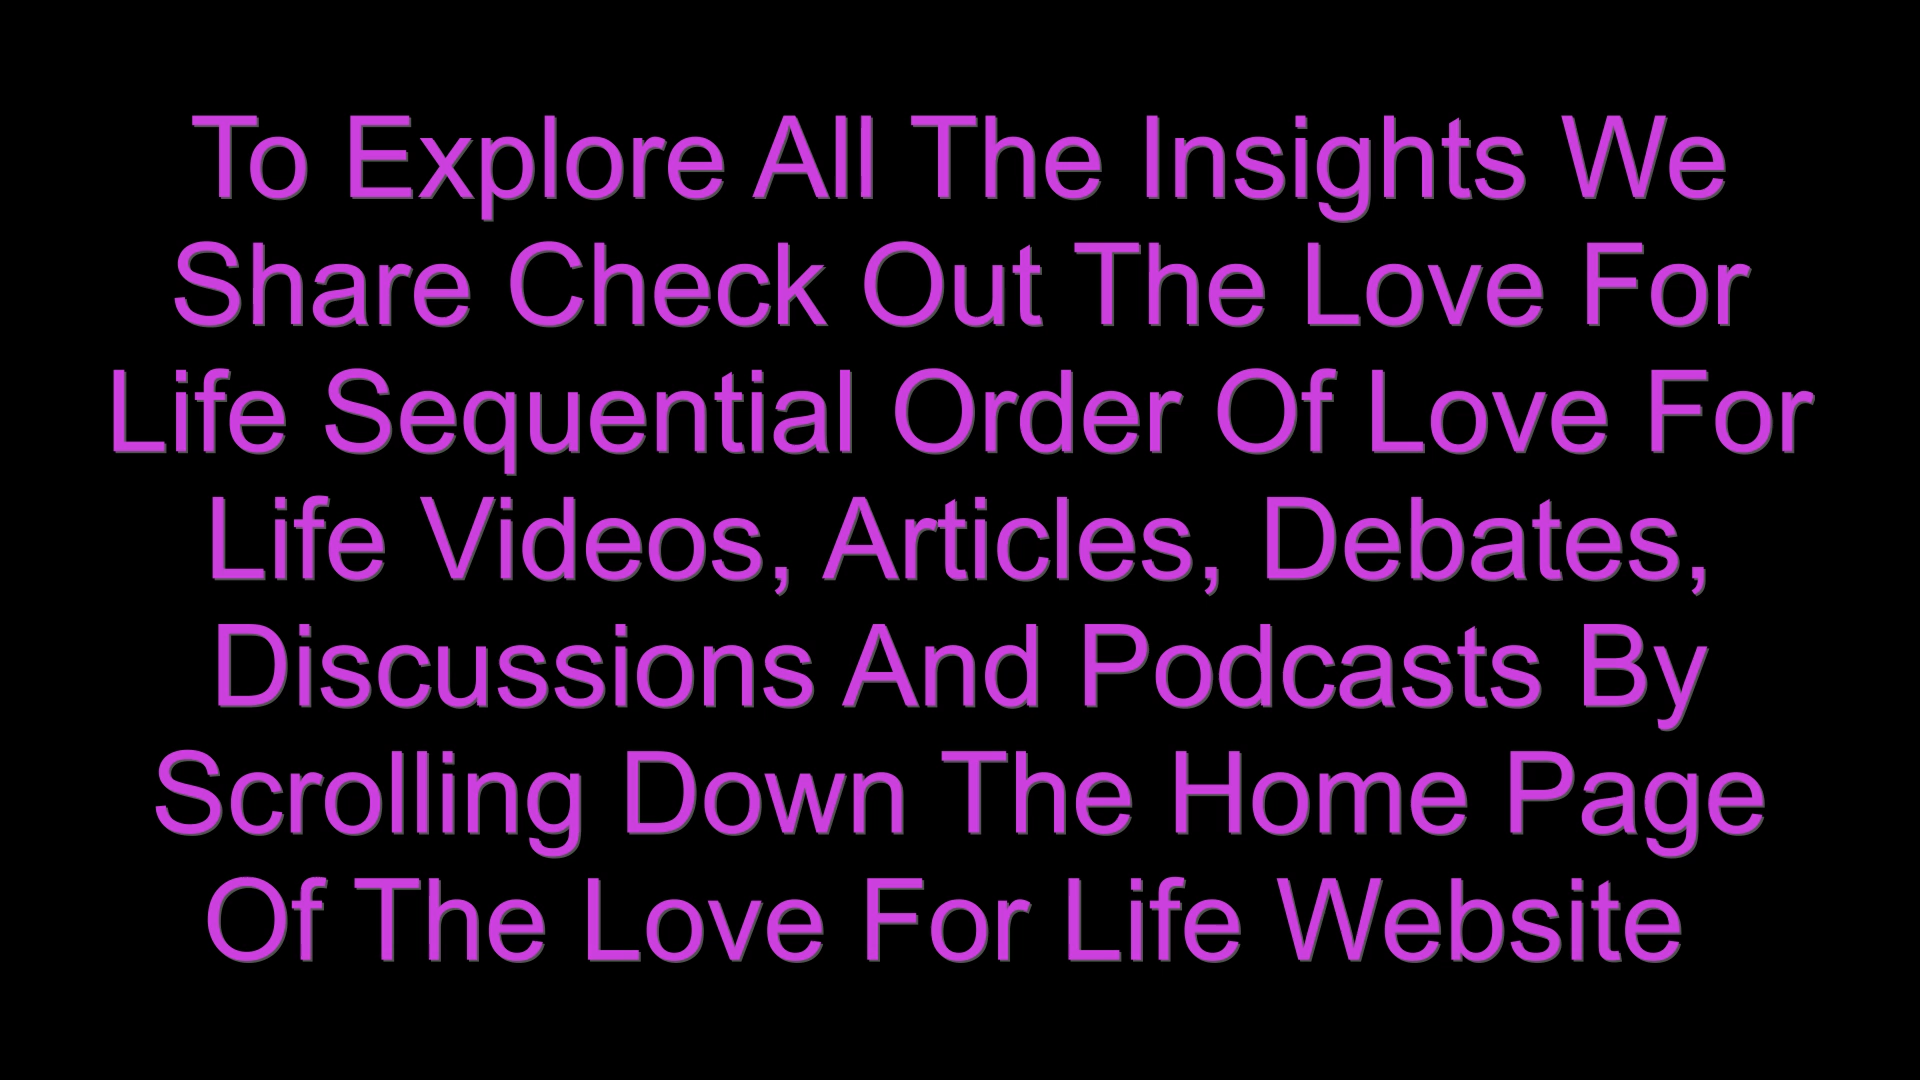 To Explore All The Insights We
Share Check Out The Love For
Life Sequential Order Of Love For
Life Videos, Articles, Debates,
Discussions And Podcasts By
Scrolling Down The Home Page
Of The Love For Life Website